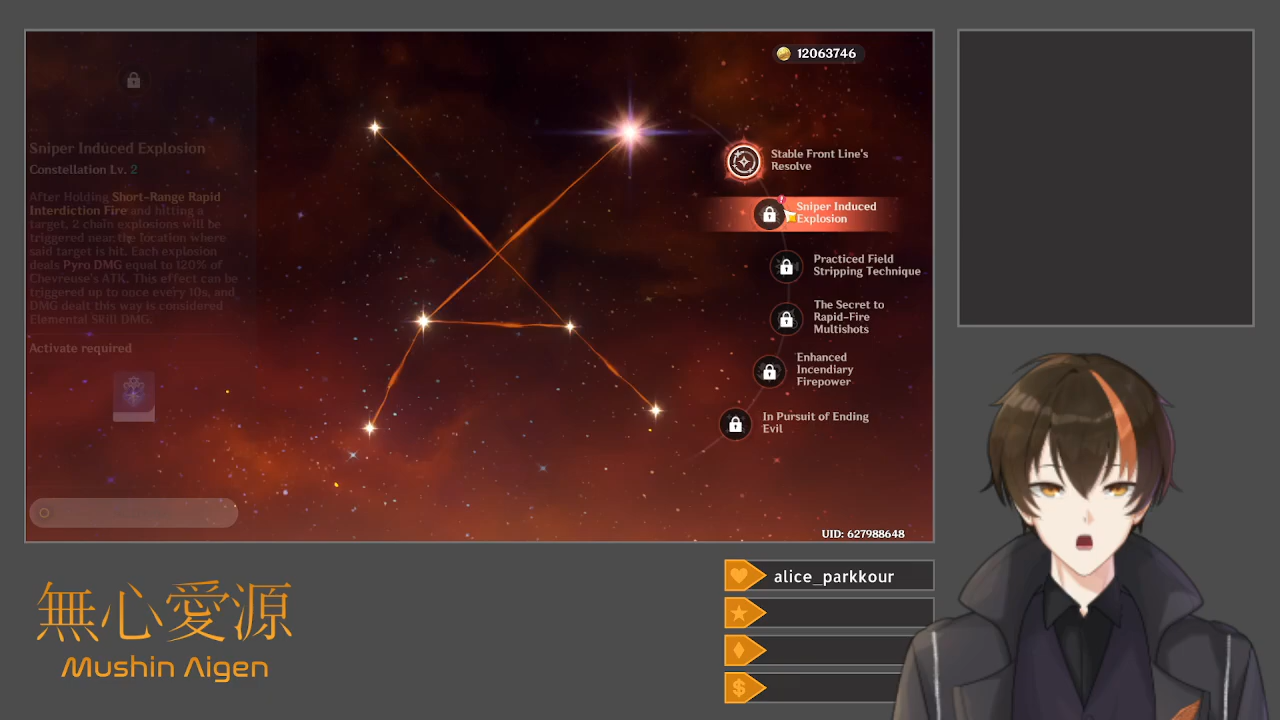 12063746
Sniper Induced Explosion
Constellation Lv. 2
After Holding Short-Range Rapid
Interdiction Fire and hitting a
target, 2 chain explosions will be
triggered near the location where
said target is hit. Each explosion
deals Pyro DMG equal to 120% of
Chevreuse's ATK. This effect can be
triggered up to once every 10s, and
DMG dealt this way is considered
Elemental Skill DMG.
Activate required
Stable Front Line's
Resolve
Sniper Induced
Explosion
Practiced Field
Stripping Technique
The Secret to
Rapid-Fire
Multishots
Enhanced
Incendiary
Firepower
In Pursuit of Ending
Evil
UID: 627988648
無心愛源
Mushin Aigen
alice_parkkour
$